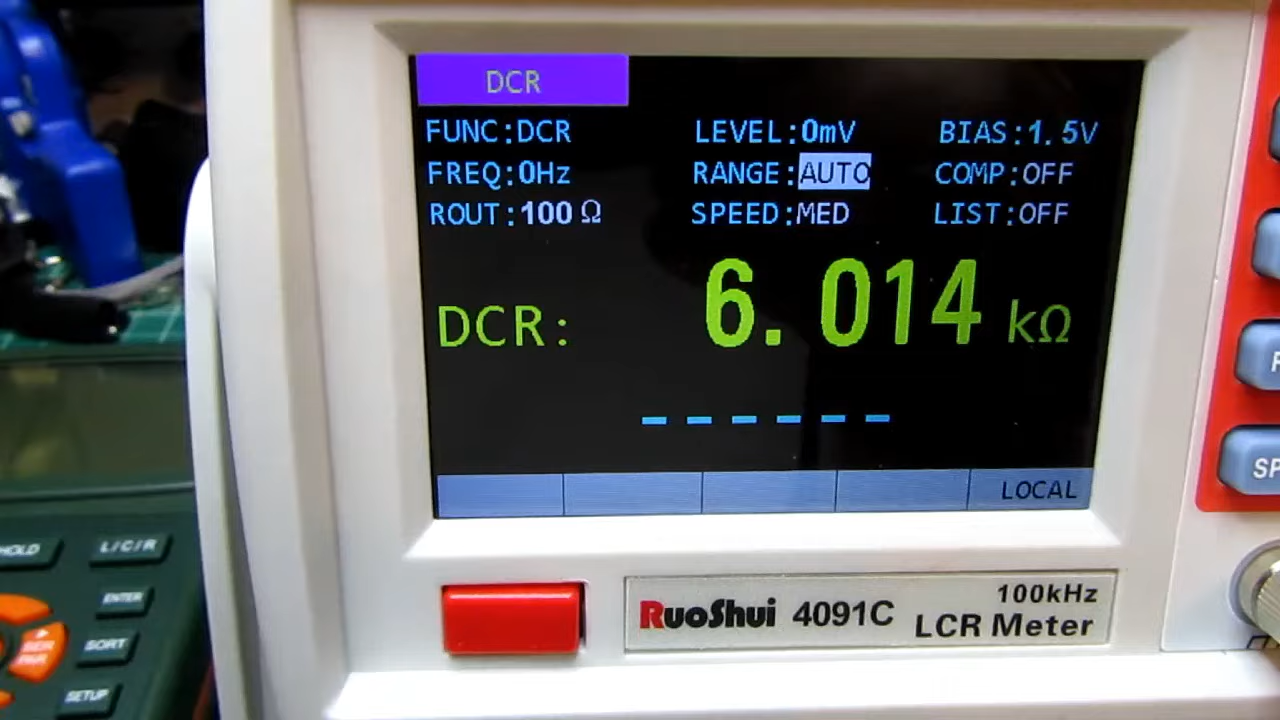 DCR
FUNC:DCR LEVEL:0mV BIAS:1.5V
FREQ:0Hz RANGE:AUTO COMP:OFF
ROUT:100Ω SPEED:MED LIST:OFF
DCR: 6.014 kΩ
------
LOCAL
RuoShui 4091C 100kHz
LCR Meter
HOLD L/C/R
ENTER
SORT
SETUP